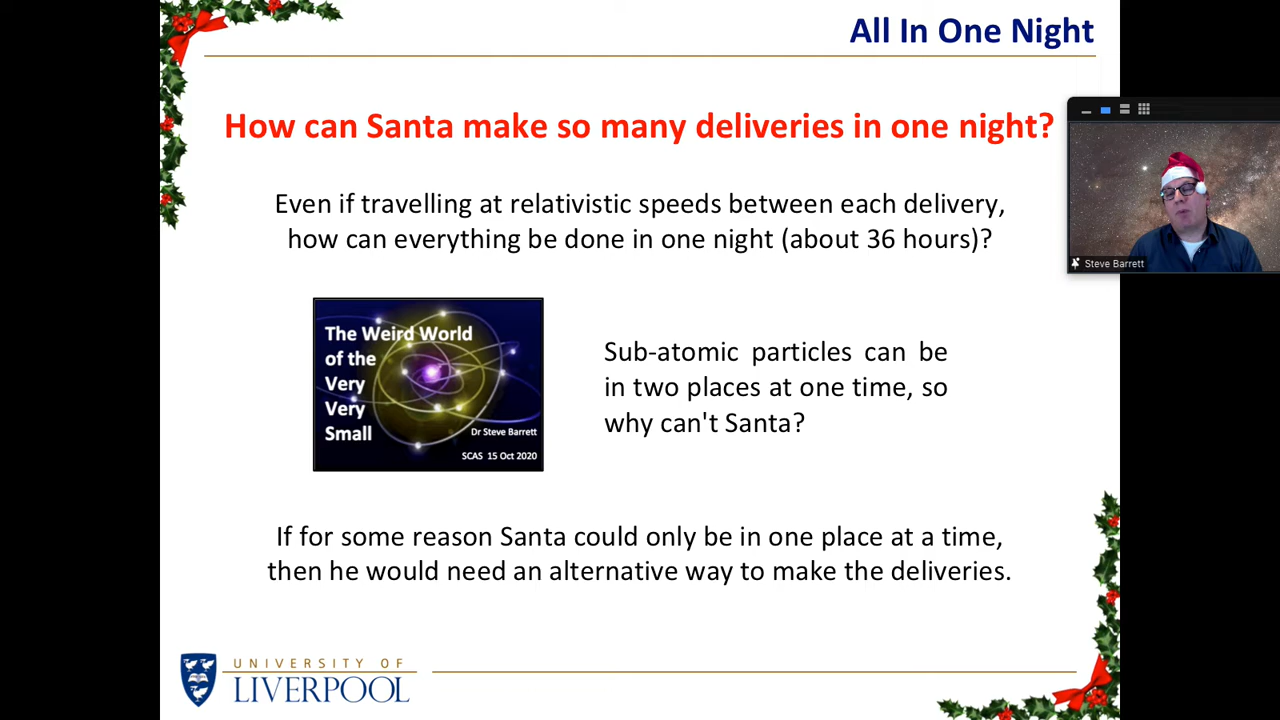 All In One Night
How can Santa make so many deliveries in one night?
Even if travelling at relativistic speeds between each delivery,
how can everything be done in one night (about 36 hours)?
The Weird World
of the
Very
Very
Small
Dr Steve Barrett
SCAS 15 Oct 2020
Sub-atomic particles can be
in two places at one time, so
why can't Santa?
Steve Barrett
If for some reason Santa could only be in one place at a time,
then he would need an alternative way to make the deliveries.
UNIVERSITY OF
LIVERPOOL